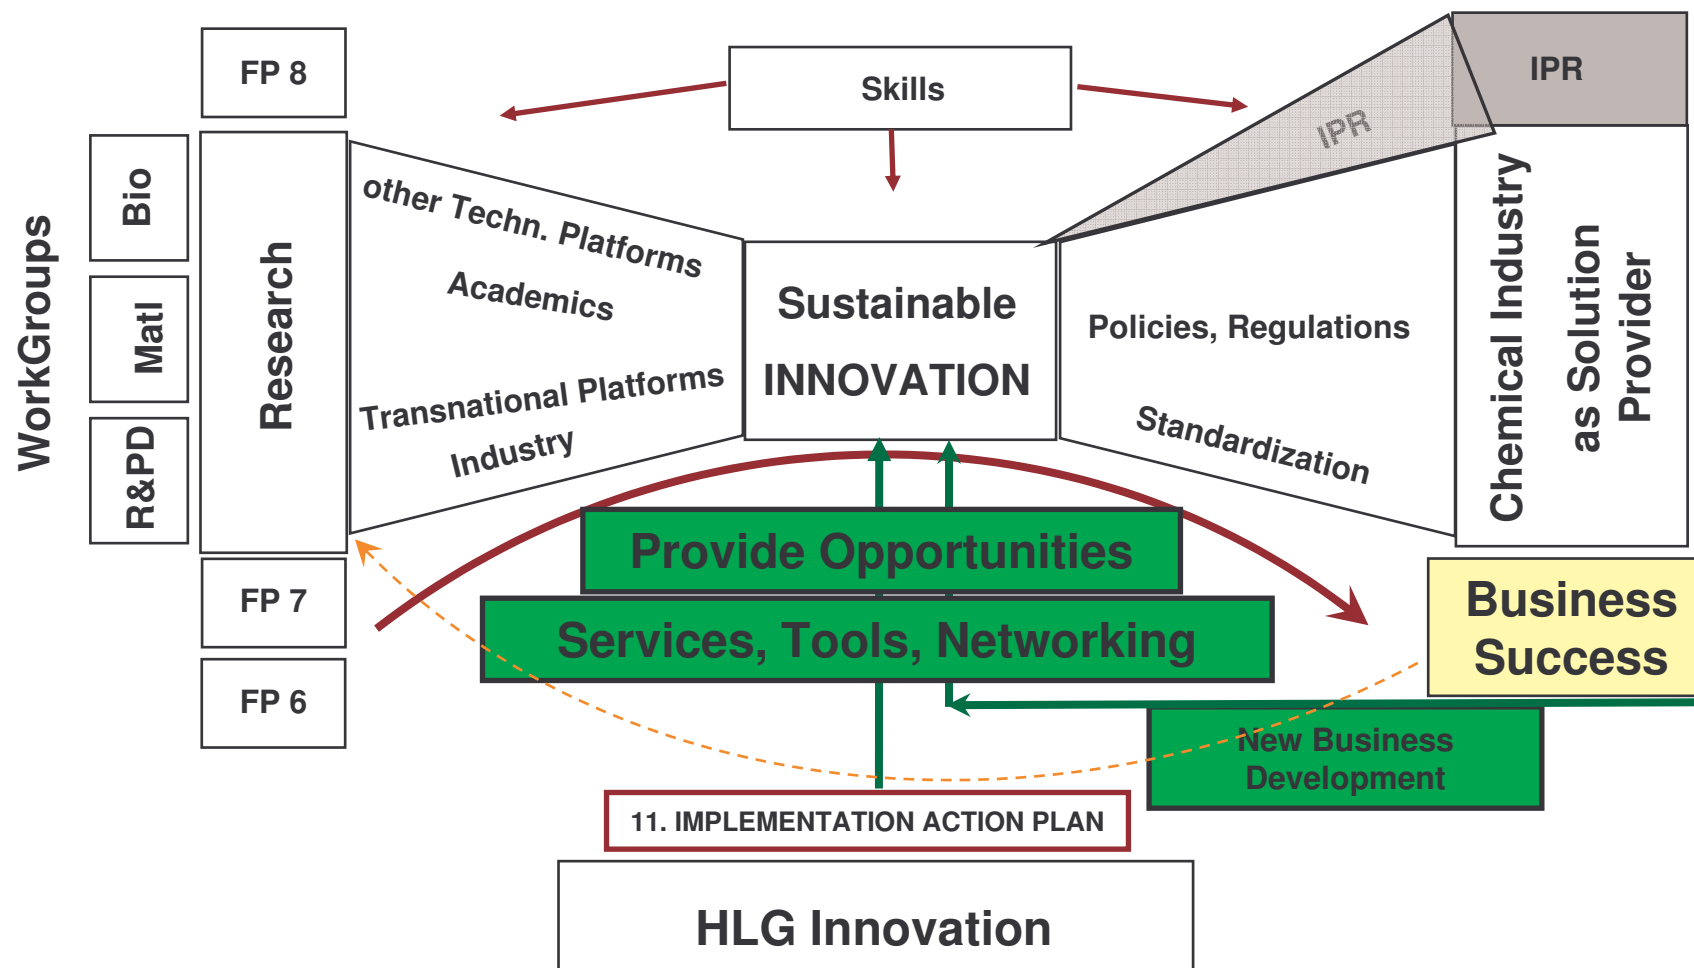 FP 8
Skills
IPR
IPR
WorkGroups
Bio
Matl
R&PD
Research
other Techn. Platforms
Academics
Transnational Platforms
Industry
Sustainable
INNOVATION
Policies, Regulations
Standardization
Chemical Industry
as Solution
Provider
FP 7
FP 6
Provide Opportunities
Services, Tools, Networking
Business
Success
New Business
Development
11. IMPLEMENTATION ACTION PLAN
HLG Innovation